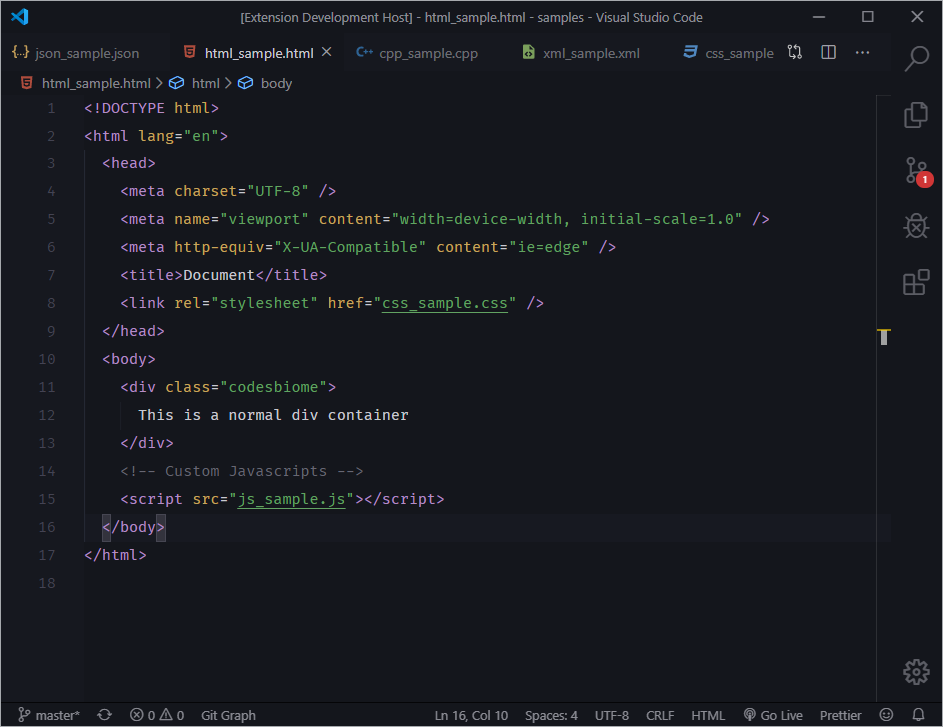 [Extension Development Host] - html_sample.html - samples - Visual Studio Code
json_sample.json html_sample.html cpp_sample.cpp xml_sample.xml css_sample
html_sample.html > html > body
1 <!DOCTYPE html>
2 <html lang="en">
3 <head>
4 <meta charset="UTF-8" />
5 <meta name="viewport" content="width=device-width, initial-scale=1.0" />
6 <meta http-equiv="X-UA-Compatible" content="ie=edge" />
7 <title>Document</title>
8 <link rel="stylesheet" href="css_sample.css" />
9 </head>
10 <body>
11 <div class="codesbiome">
12 This is a normal div container
13 </div>
14 <!-- Custom Javascripts -->
15 <script src="js_sample.js"></script>
16 </body>
17 </html>
18
1
master* 0 0 Git Graph Ln 16, Col 10 Spaces: 4 UTF-8 CRLF HTML Go Live Prettier